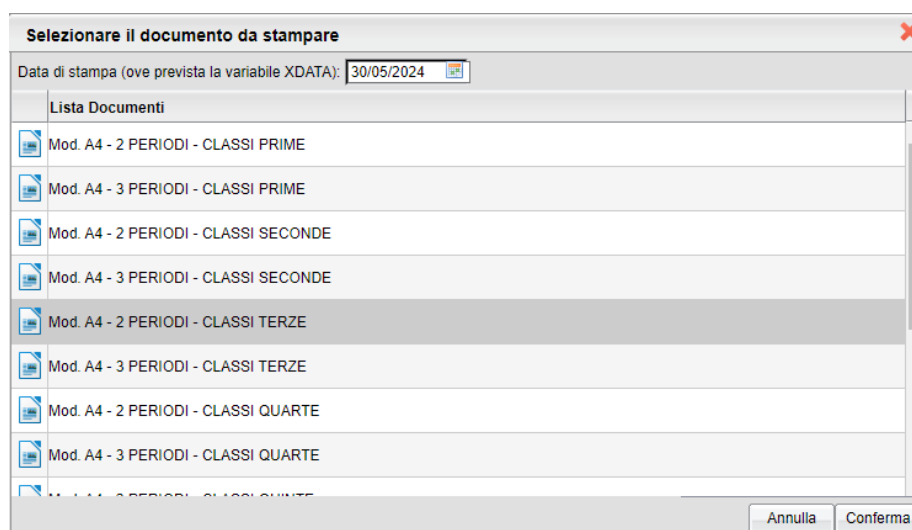 Selezionare il documento da stampare
Data di stampa (ove prevista la variabile XDATA): 30/05/2024
Lista Documenti
Mod. A4 - 2 PERIODI - CLASSI PRIME
Mod. A4 - 3 PERIODI - CLASSI PRIME
Mod. A4 - 2 PERIODI - CLASSI SECONDE
Mod. A4 - 3 PERIODI - CLASSI SECONDE
Mod. A4 - 2 PERIODI - CLASSI TERZE
Mod. A4 - 3 PERIODI - CLASSI TERZE
Mod. A4 - 2 PERIODI - CLASSI QUARTE
Mod. A4 - 3 PERIODI - CLASSI QUARTE
Annulla Conferma